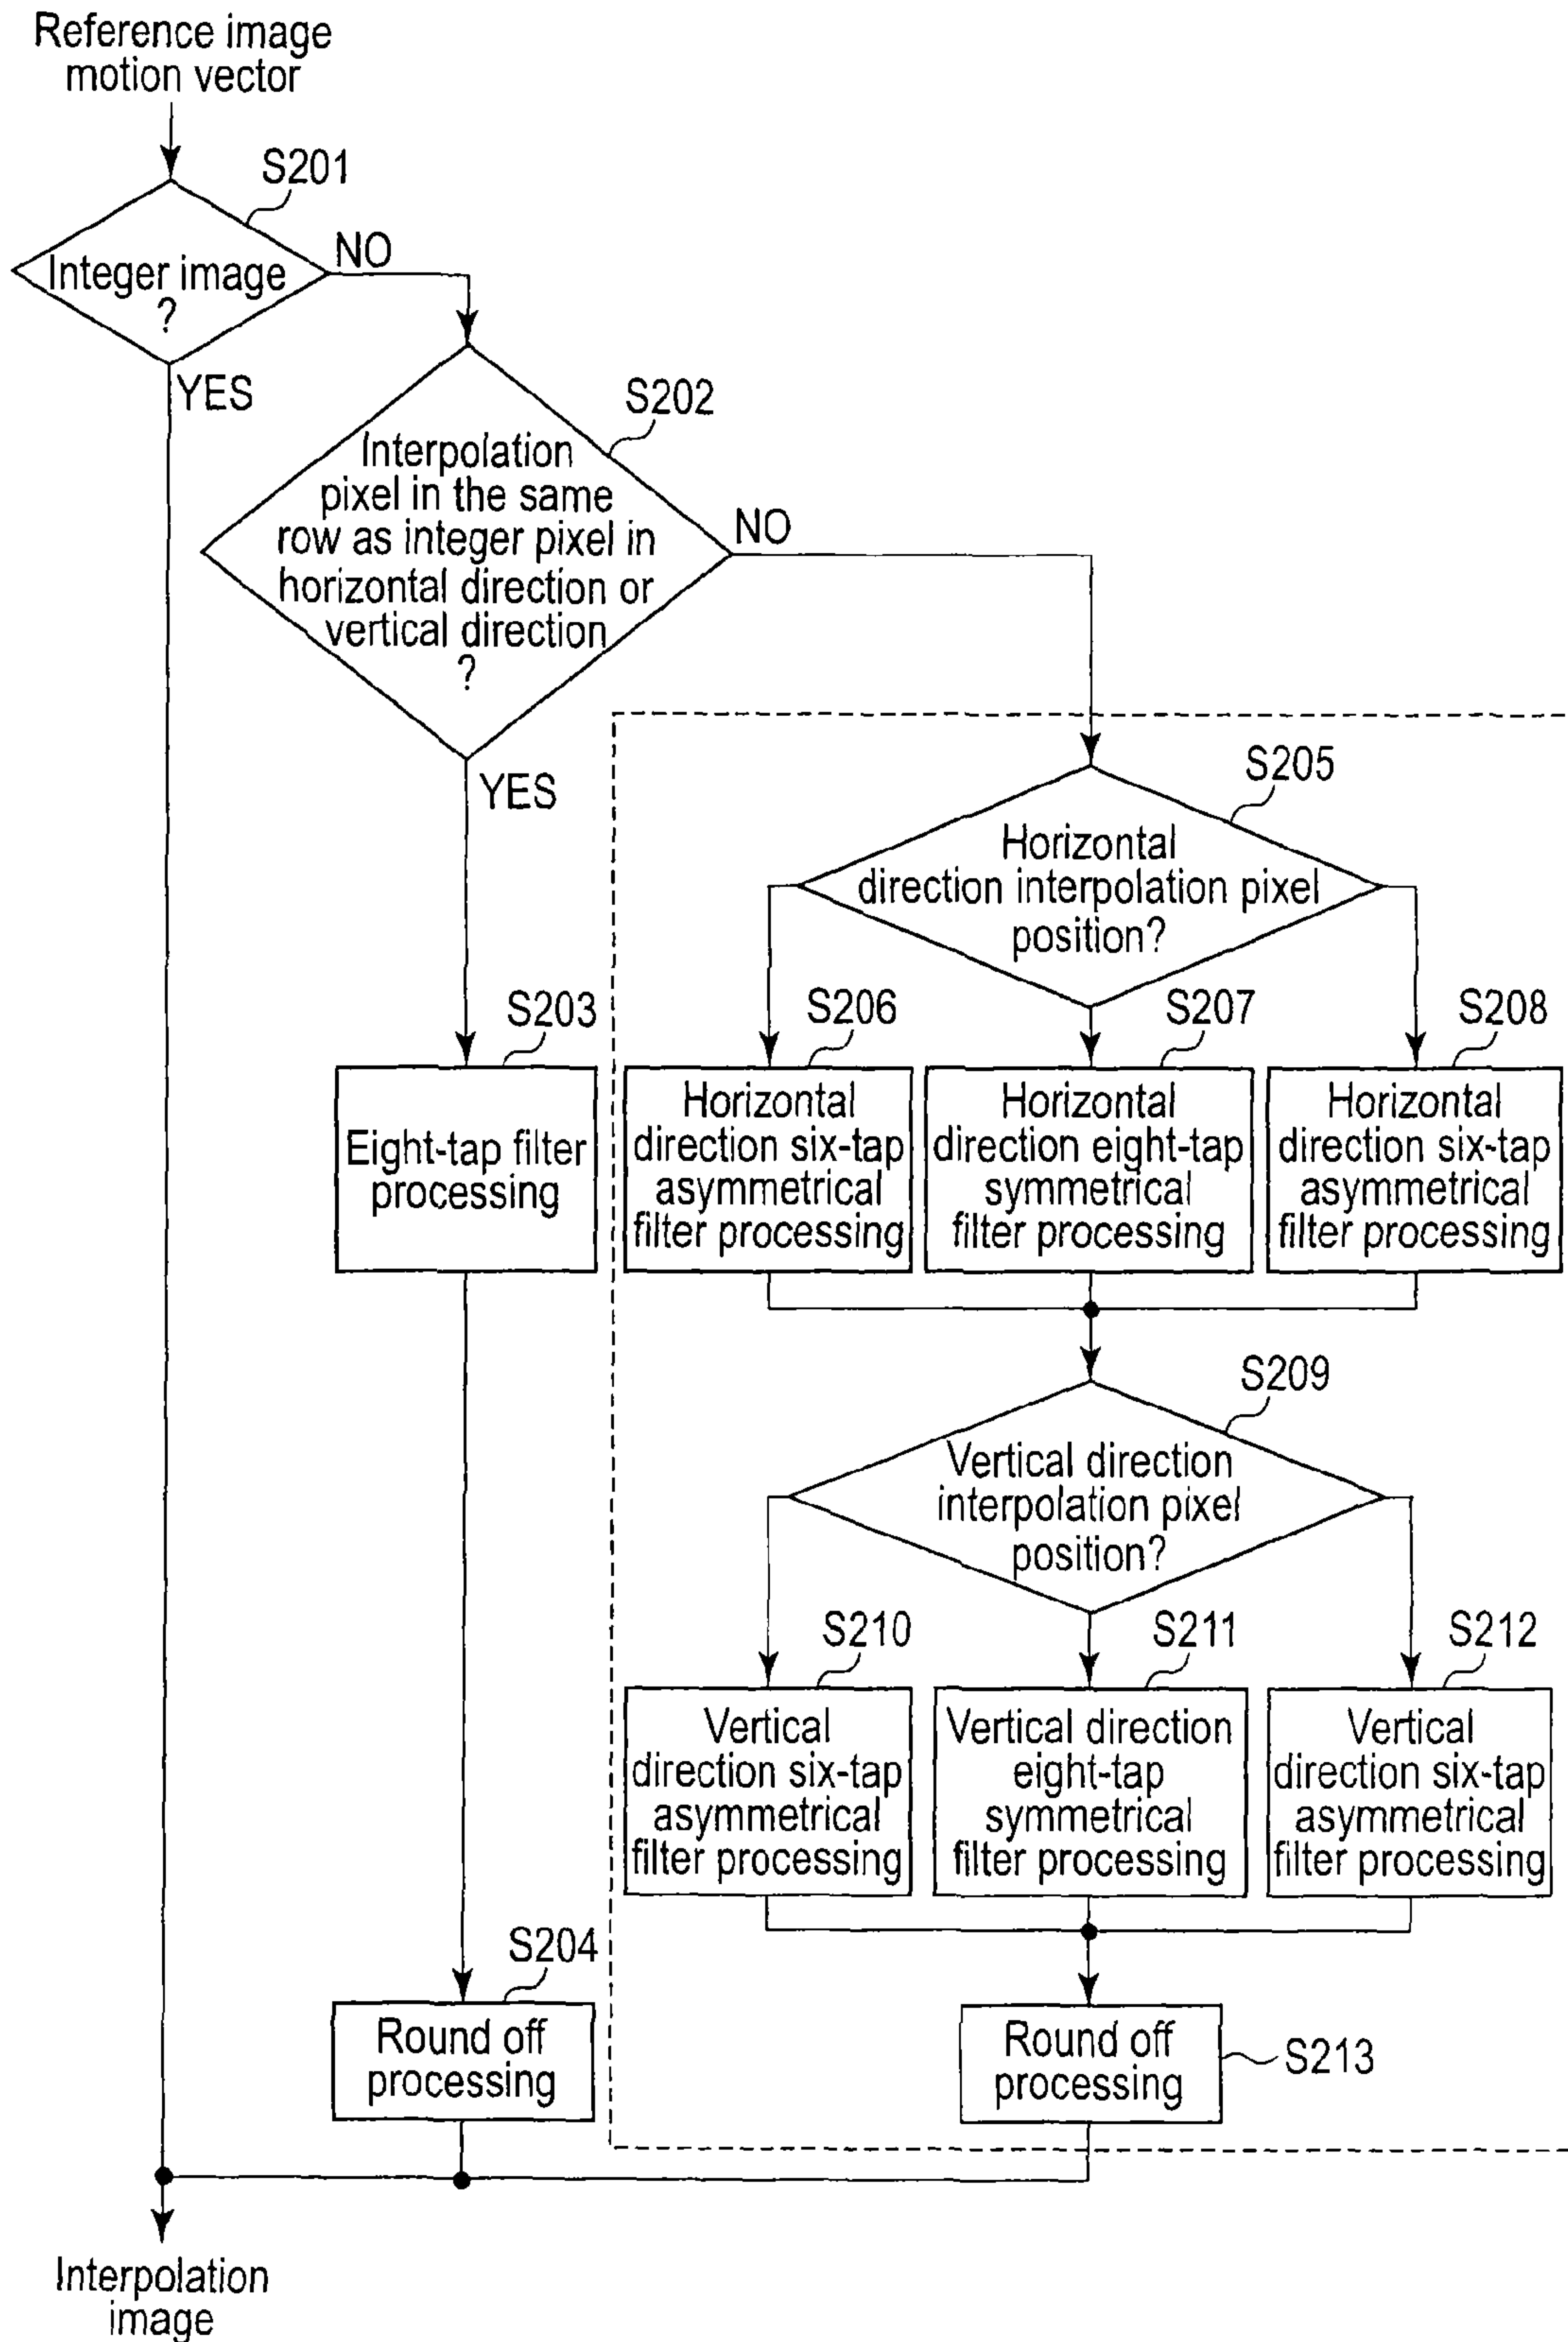 Reference image
motion vector
S201
Integer image
?
NO
YES
S202
Interpolation
pixel in the same
row as integer pixel in
horizontal direction or
vertical direction
?
NO
YES
S205
Horizontal
direction interpolation pixel
position?
S203
Eight-tap filter
processing
S206
Horizontal
direction six-tap
asymmetrical
filter processing
S207
Horizontal
direction eight-tap
symmetrical
filter processing
S208
Horizontal
direction six-tap
asymmetrical
filter processing
S209
Vertical direction
interpolation pixel
position?
S210
Vertical
direction six-tap
asymmetrical
filter processing
S211
Vertical direction
eight-tap
symmetrical
filter processing
S212
Vertical
direction six-tap
asymmetrical
filter processing
S204
Round off
processing
Round off
processing
S213
Interpolation
image